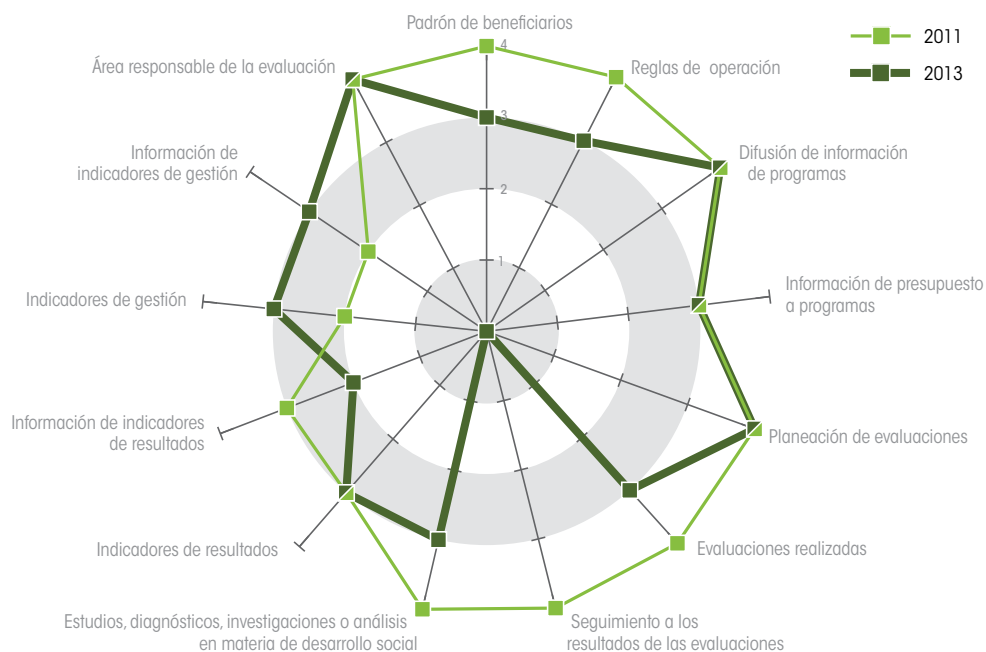 Padrón de beneficiarios
4
2011
2013
Reglas de operación
Área responsable de la evaluación
3
Difusión de información
de programas
Información de
indicadores de gestión
2
1
Información de presupuesto
a programas
Indicadores de gestión
Información de indicadores
de resultados
Planeación de evaluaciones
Indicadores de resultados
Evaluaciones realizadas
Estudios, diagnósticos, investigaciones o análisis
en materia de desarrollo social
Seguimiento a los
resultados de las evaluaciones